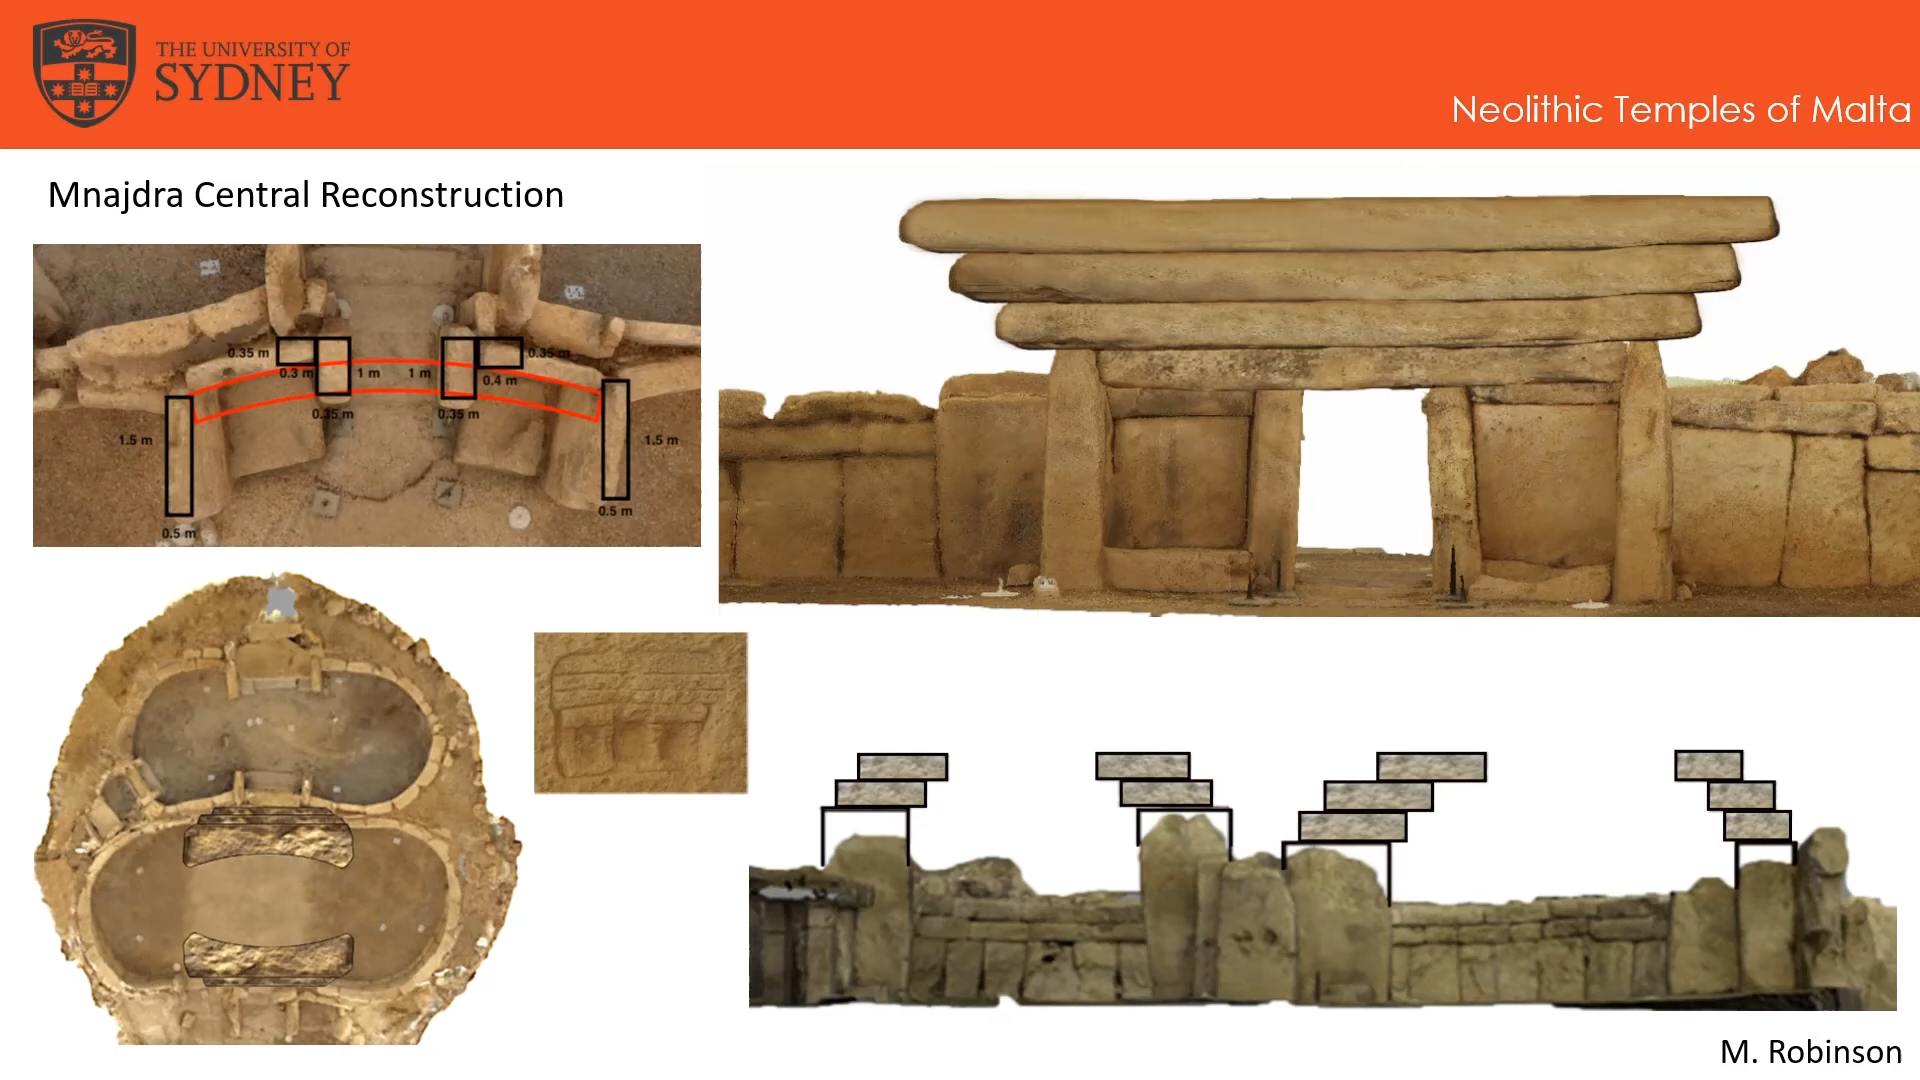 THE UNIVERSITY OF
SYDNEY
Neolithic Temples of Malta
Mnajdra Central Reconstruction
0.35 m
0.35 m
0.3 m
1 m
1 m
0.4 m
0.35 m
0.35 m
1.5 m
1.5 m
0.5 m
0.5 m
M. Robinson